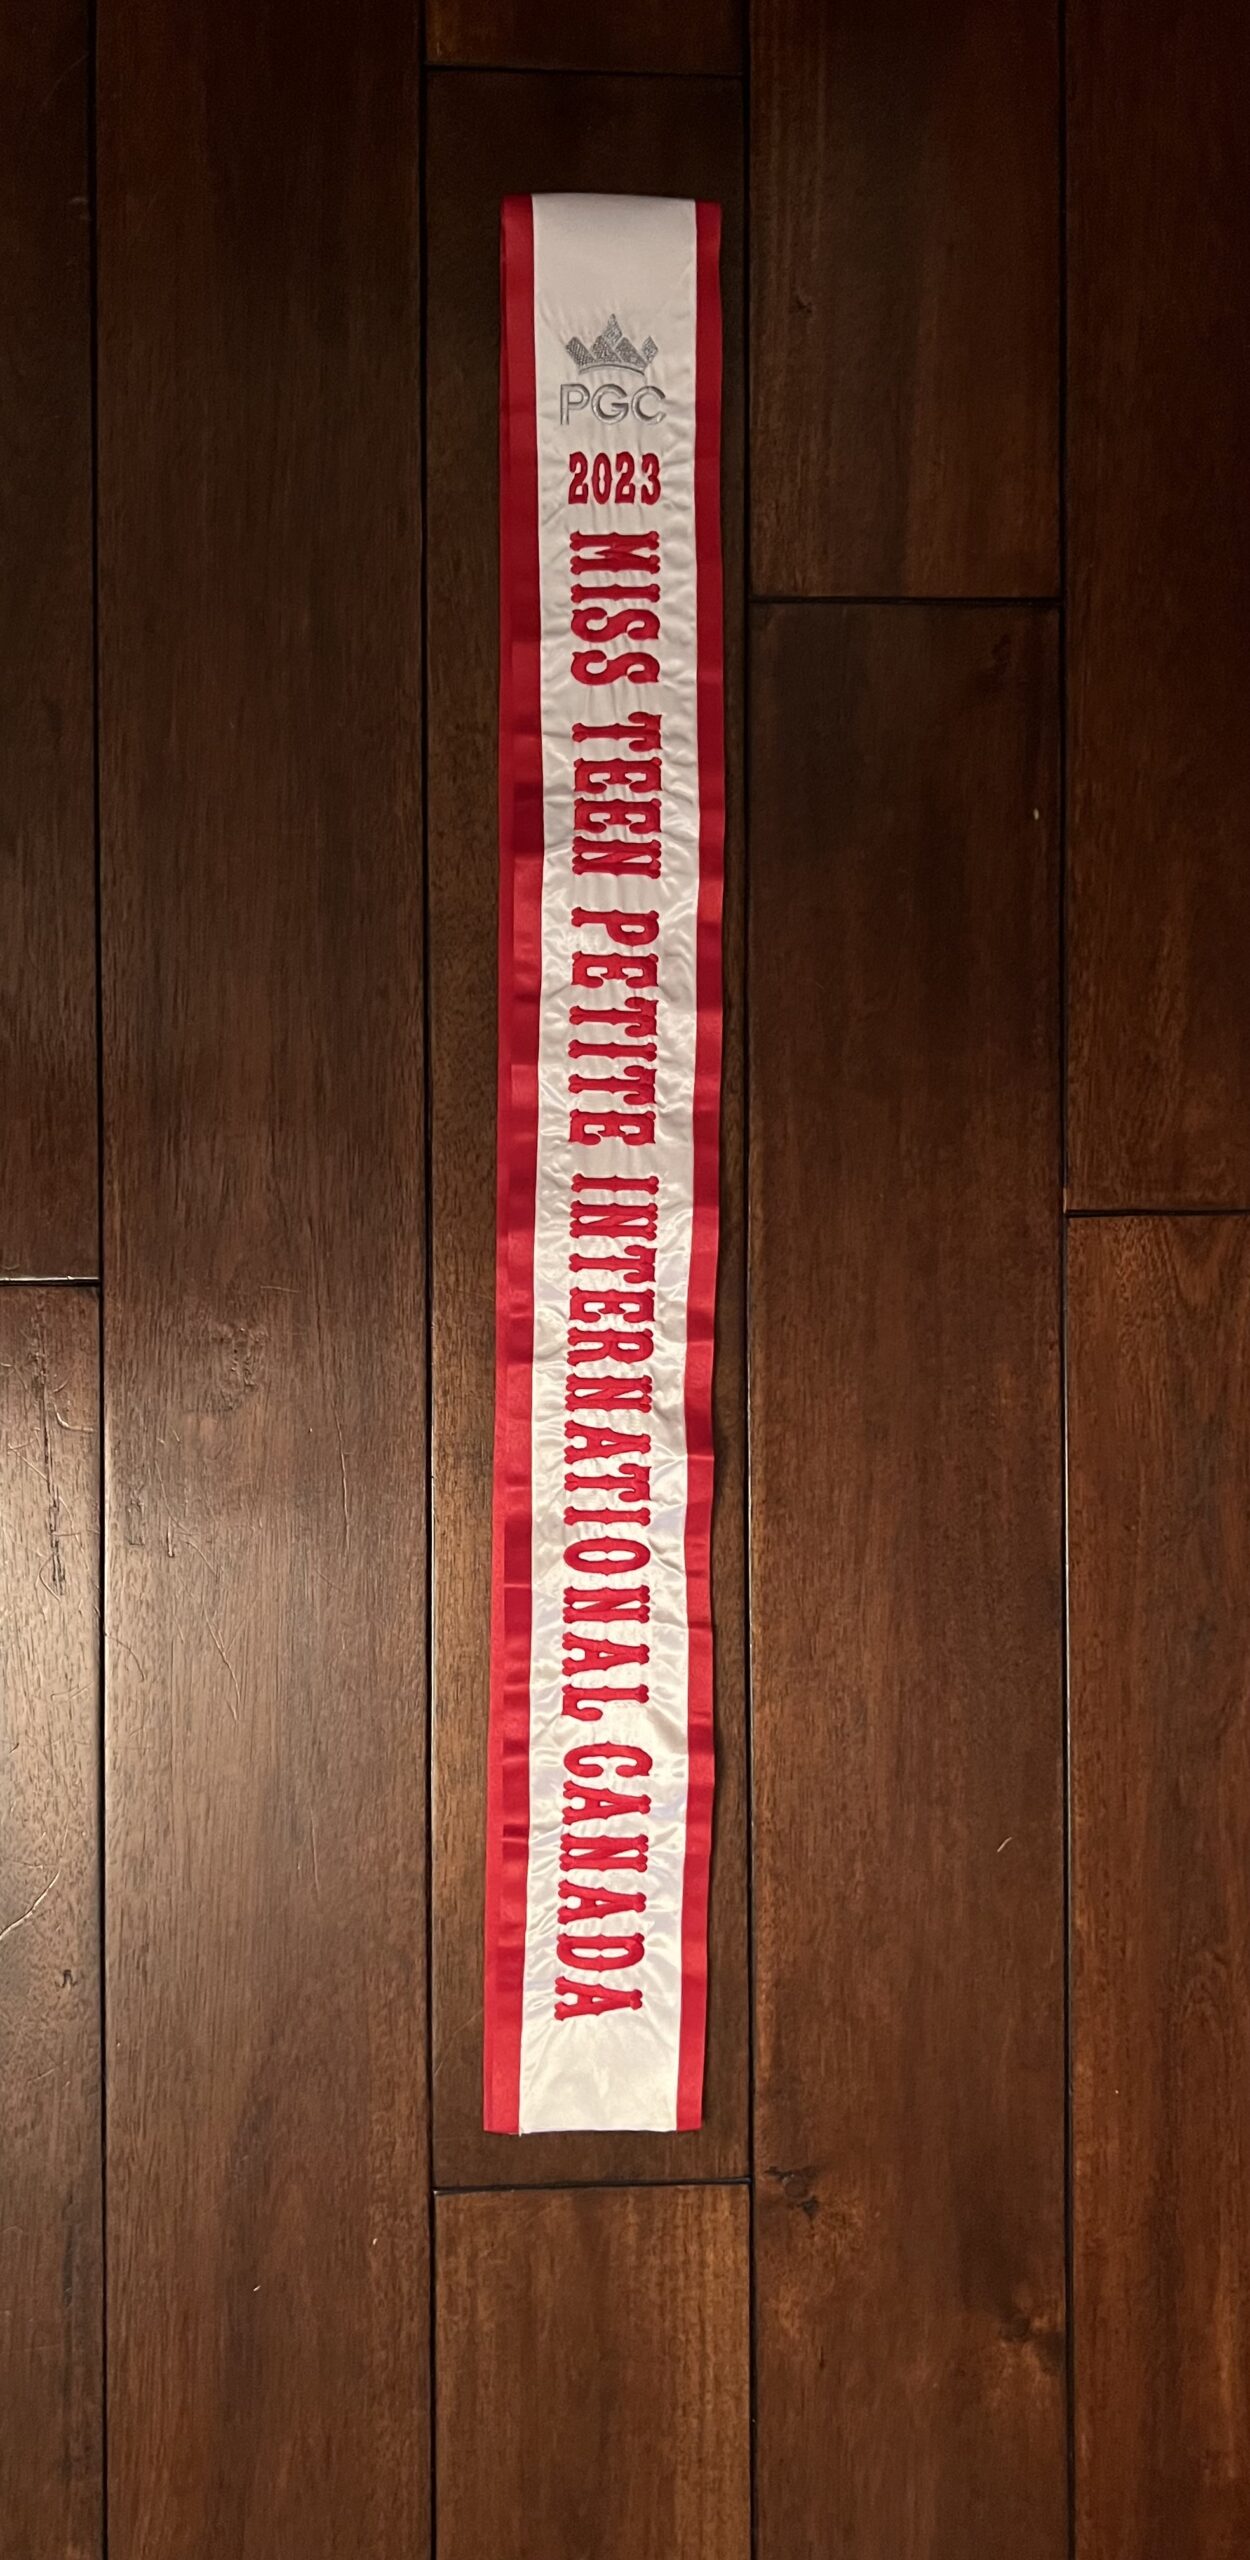 PGC
2023
MISS TEEN PETITE INTERNATIONAL CANADA